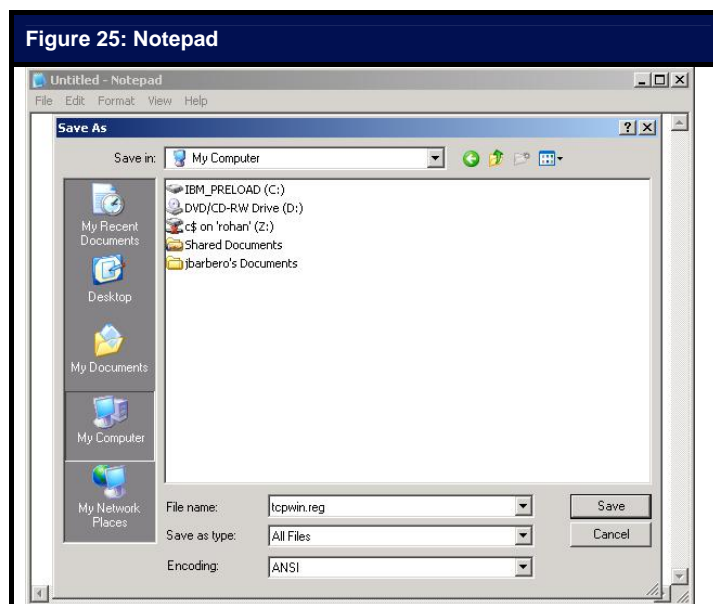 Figure 25: Notepad
Untitled - Notepad
File Edit Format View Help
Save As
Save in: My Computer
My Recent Documents
Desktop
My Documents
My Computer
My Network Places
IBM_PRELOAD (C:)
DVD/CD-RW Drive (D:)
c$ on 'rohan' (Z:)
Shared Documents
jbarbero's Documents
File name: tcpwin.reg Save
Save as type: All Files Cancel
Encoding: ANSI